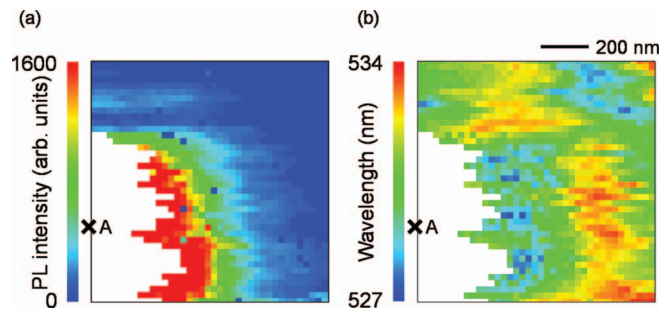 (a)
1600
PL intensity (arb. units)
0
A
(b)
200 nm
534
Wavelength (nm)
527
A